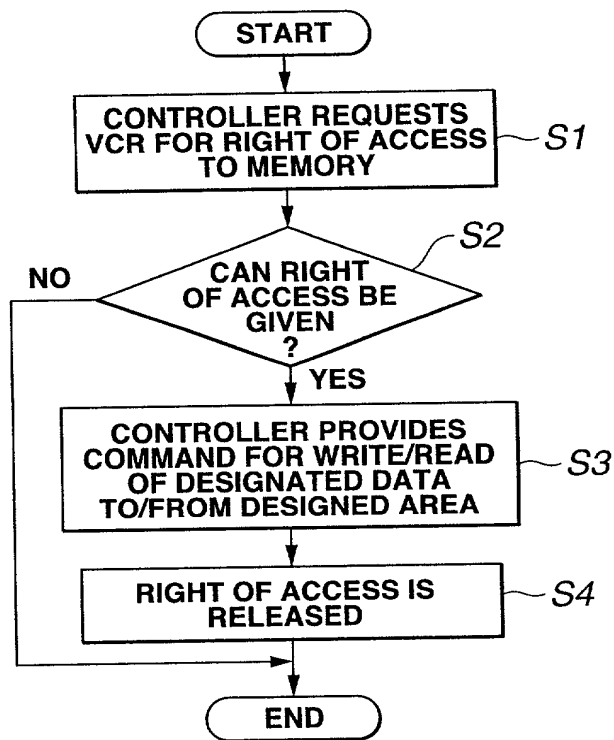 START
CONTROLLER REQUESTS
VCR FOR RIGHT OF ACCESS
TO MEMORY
S1
S2
NO
CAN RIGHT
OF ACCESS BE
GIVEN
?
YES
CONTROLLER PROVIDES
COMMAND FOR WRITE/READ
OF DESIGNATED DATA
TO/FROM DESIGNED AREA
S3
RIGHT OF ACCESS IS
RELEASED
S4
END